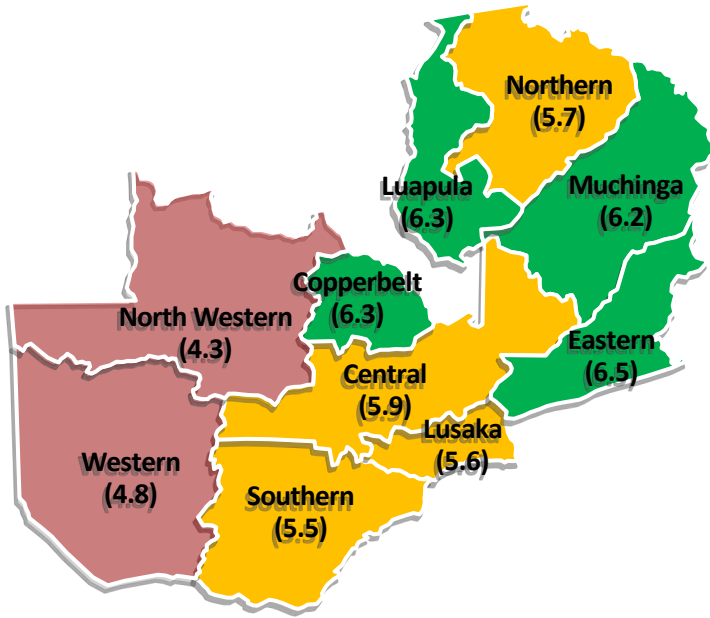 Northern
(5.7)
Luapula
(6.3)
Muchinga
(6.2)
Copperbelt
(6.3)
North Western
(4.3)
Eastern
(6.5)
Central
(5.9)
Lusaka
(5.6)
Western
(4.8)
Southern
(5.5)